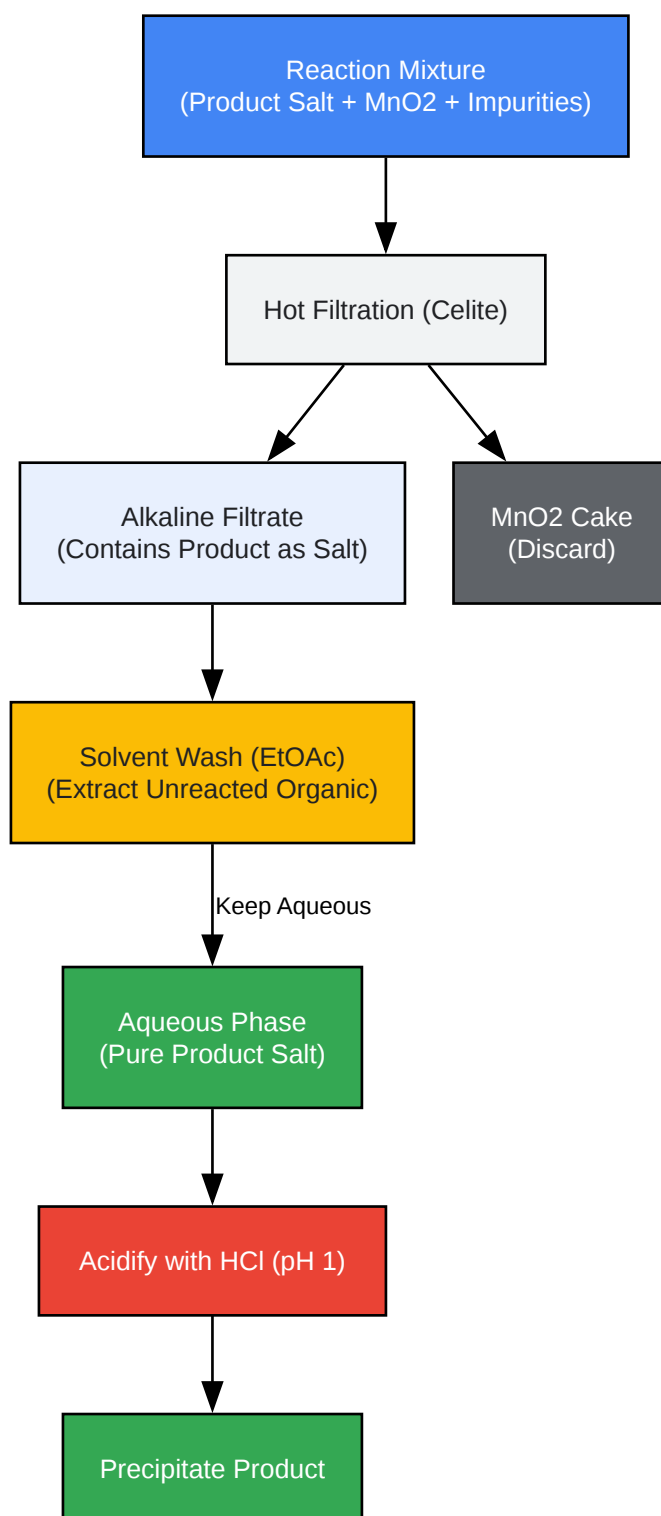 Reaction Mixture
(Product Salt + MnO2 + Impurities)
Hot Filtration (Celite)
Alkaline Filtrate
(Contains Product as Salt)
MnO2 Cake
(Discard)
Solvent Wash (EtOAc)
(Extract Unreacted Organic)
Keep Aqueous
Aqueous Phase
(Pure Product Salt)
Acidify with HCl (pH 1)
Precipitate Product